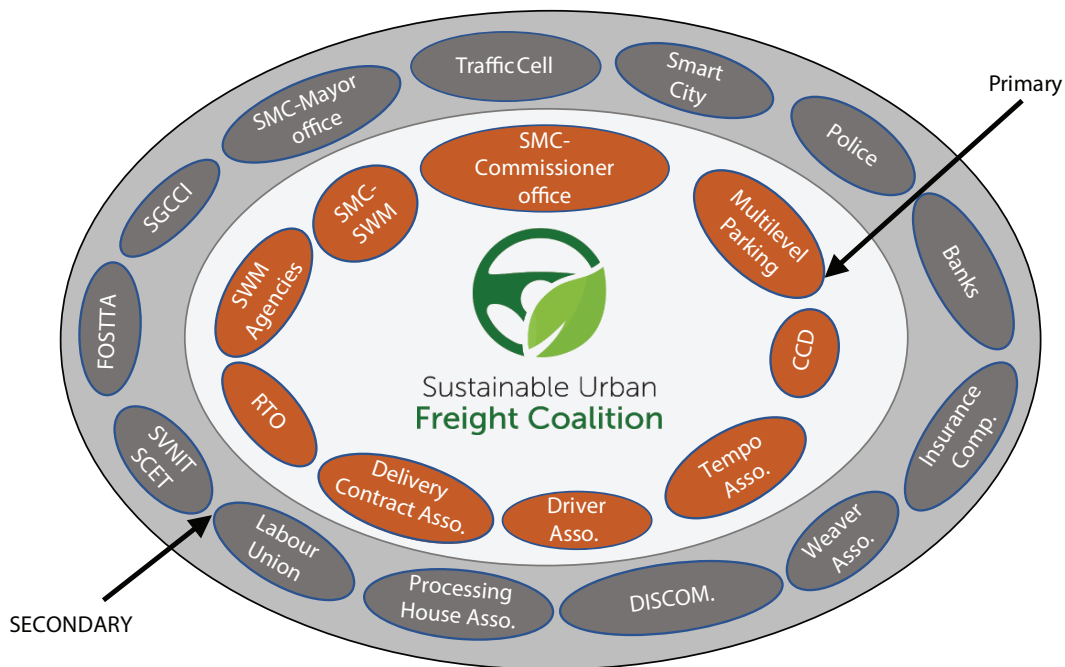 Traffic Cell
Smart
City
SMC-Mayor
office
Primary
Police
SMC-
Commissioner
office
SGCCI
SMC-
SWM
Multilevel
Parking
Banks
SWM
Agencies
FOSTTA
CCD
Sustainable Urban
Freight Coalition
RTO
Insurance
Comp.
SVNIT
SCET
Tempo
Asso.
Delivery
Contract Asso.
Driver
Asso.
Weaver
Asso.
Labour
Union
Processing
House Asso.
DISCOM.
SECONDARY